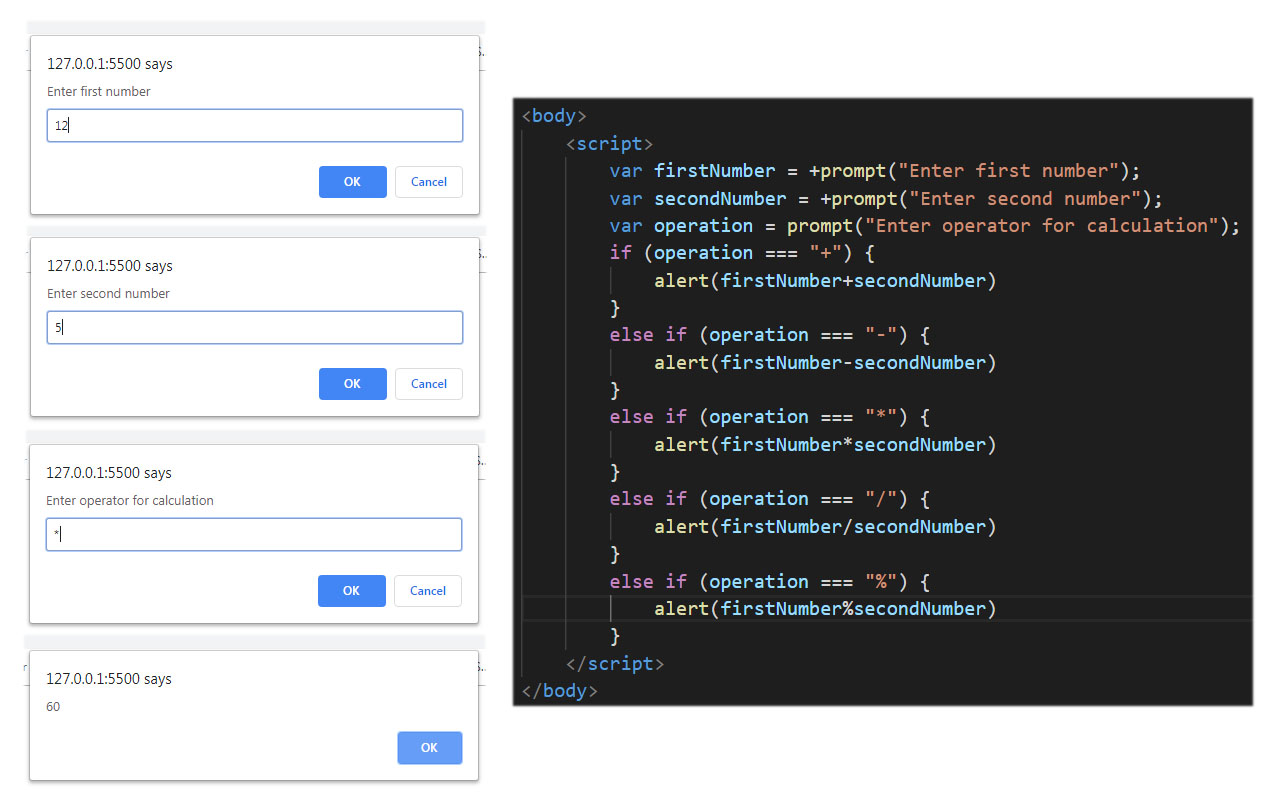 127.0.0.1:5500 says
Enter first number
12
OK Cancel
127.0.0.1:5500 says
Enter second number
5
OK Cancel
127.0.0.1:5500 says
Enter operator for calculation
*
OK Cancel
127.0.0.1:5500 says
60
OK
<body>
<script>
var firstNumber = +prompt("Enter first number");
var secondNumber = +prompt("Enter second number");
var operation = prompt("Enter operator for calculation");
if (operation === "+") {
alert(firstNumber+secondNumber)
}
else if (operation === "-") {
alert(firstNumber-secondNumber)
}
else if (operation === "*") {
alert(firstNumber*secondNumber)
}
else if (operation === "/") {
alert(firstNumber/secondNumber)
}
else if (operation === "%") {
alert(firstNumber%secondNumber)
}
</script>
</body>